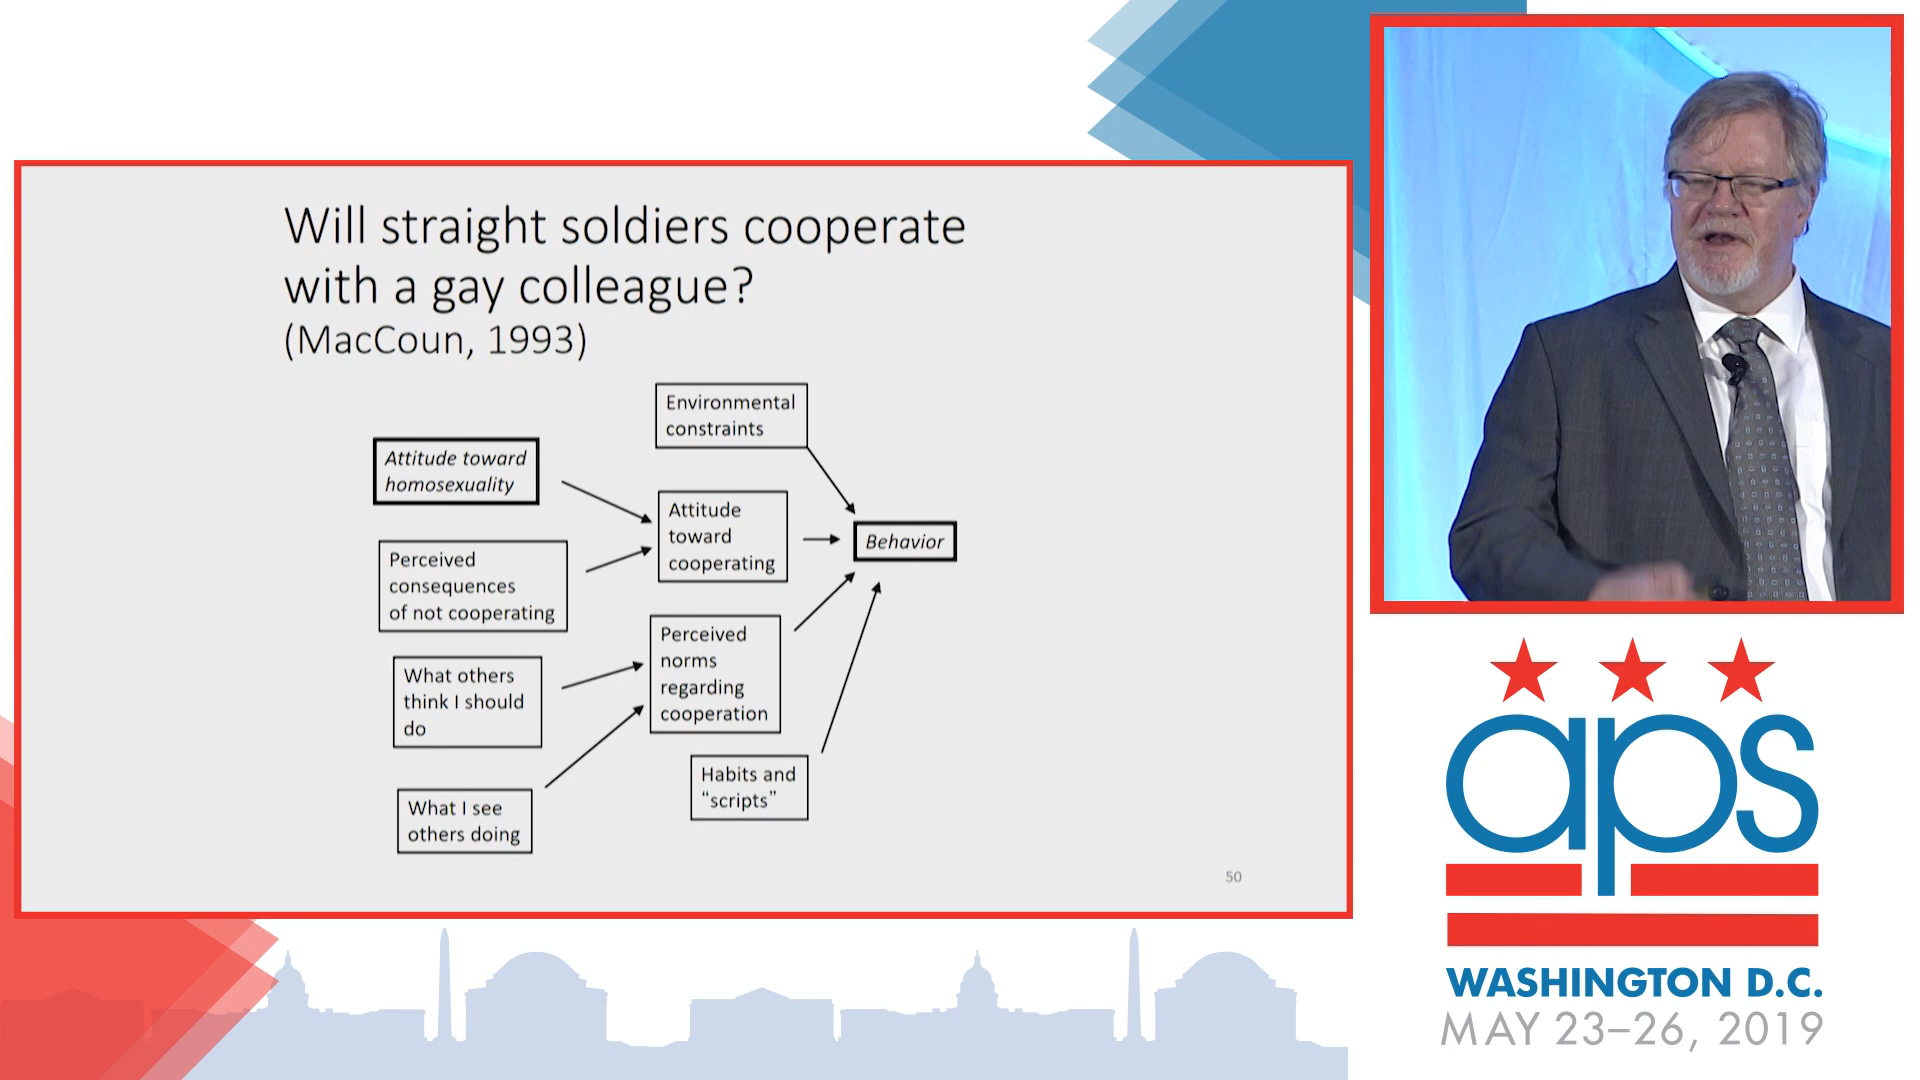 Will straight soldiers cooperate
with a gay colleague?
(MacCoun, 1993)
Environmental
constraints
Attitude toward
homosexuality
Attitude
toward
cooperating
Behavior
Perceived
consequences
of not cooperating
Perceived
norms
regarding
cooperation
What others
think I should
do
Habits and
“scripts”
What I see
others doing
50
aps
WASHINGTON D.C.
MAY 23–26, 2019